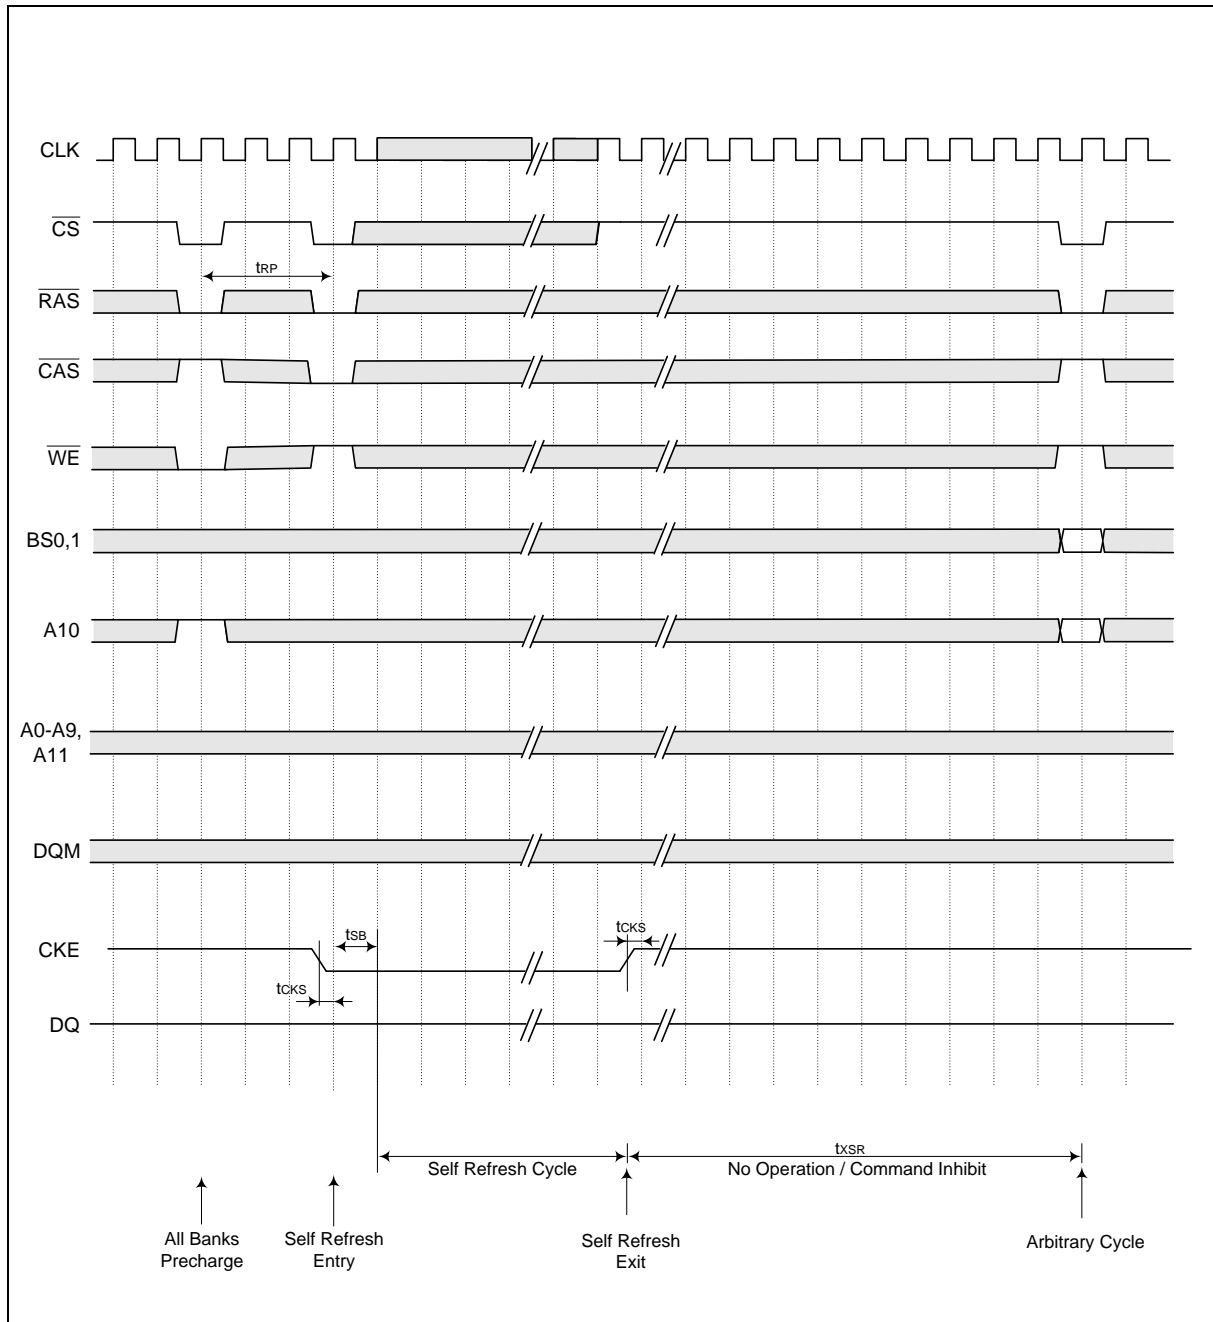 CLK
CS
tRP
RAS
CAS
WE
BS0,1
A10
A0-A9,
A11
DQM
tSB
tCKS
CKE
tCKS
DQ
tXSR
Self Refresh Cycle
No Operation / Command Inhibit
All Banks
Precharge
Self Refresh
Entry
Self Refresh
Exit
Arbitrary Cycle